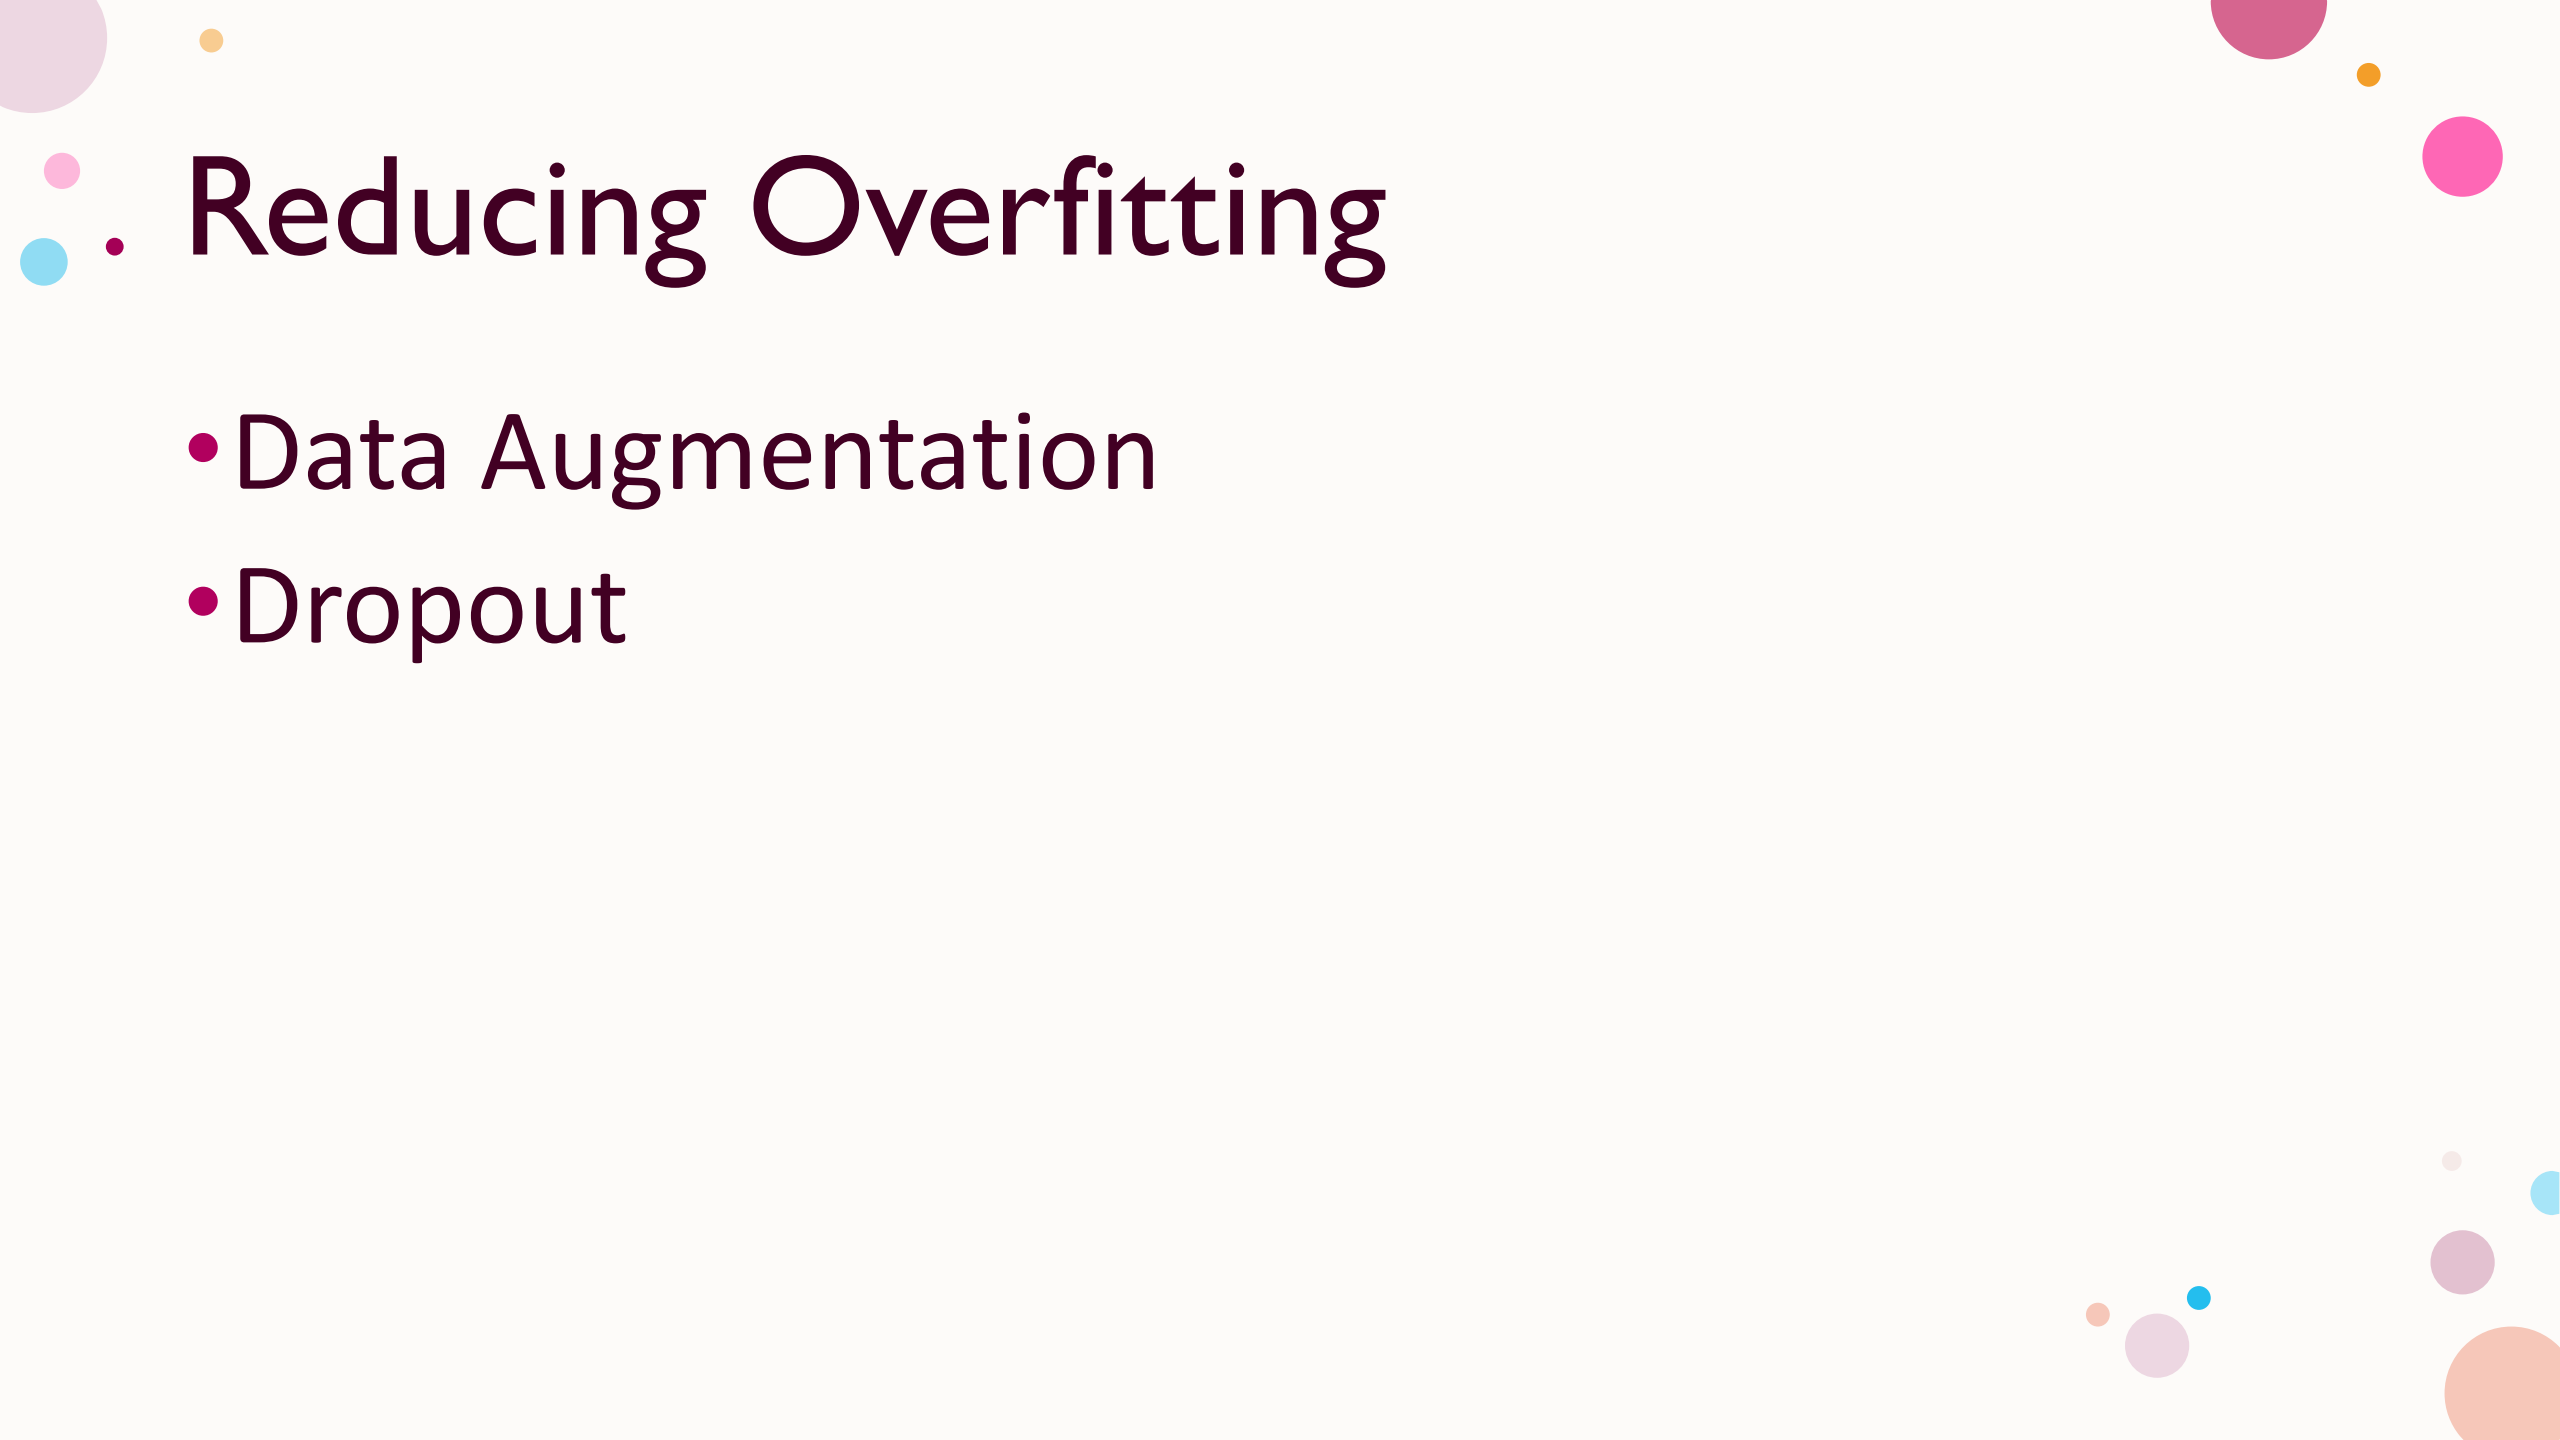 Reducing Overfitting
• Data Augmentation
• Dropout